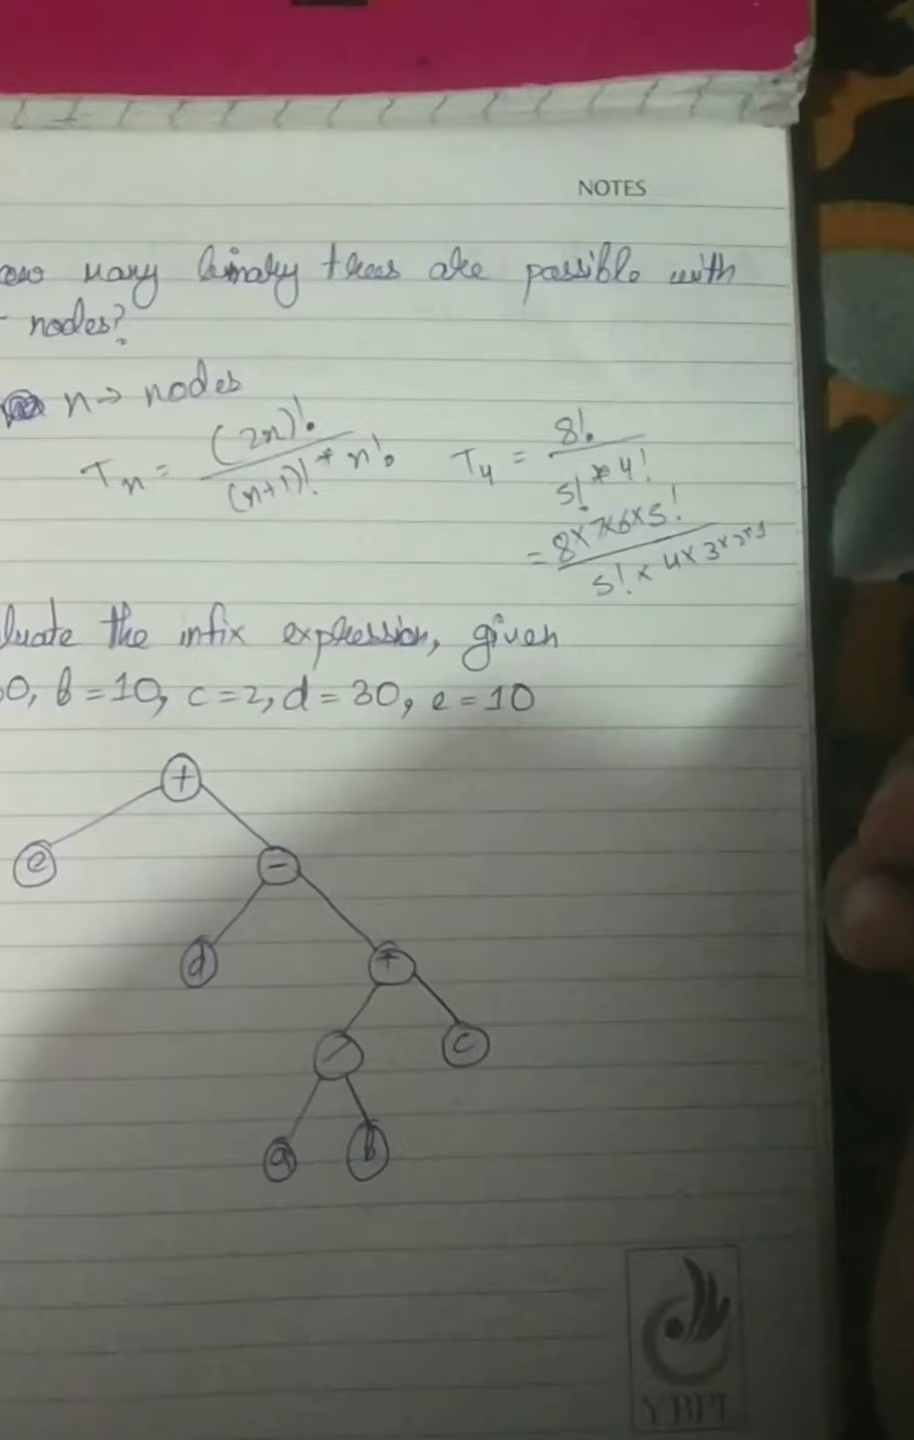 NOTES
many binary trees are possible with
nodes?
n → nodes
Tn = (2n)! / (n+1)! * n!
T4 = 8! / 5! * 4!
= 8×7×6×5! / 5! × 4×3×2×1
luate the infix expression, given
0, b = 10, c = 2, d = 30, e = 10
+
e -
d *
/ c
a b
YBPL